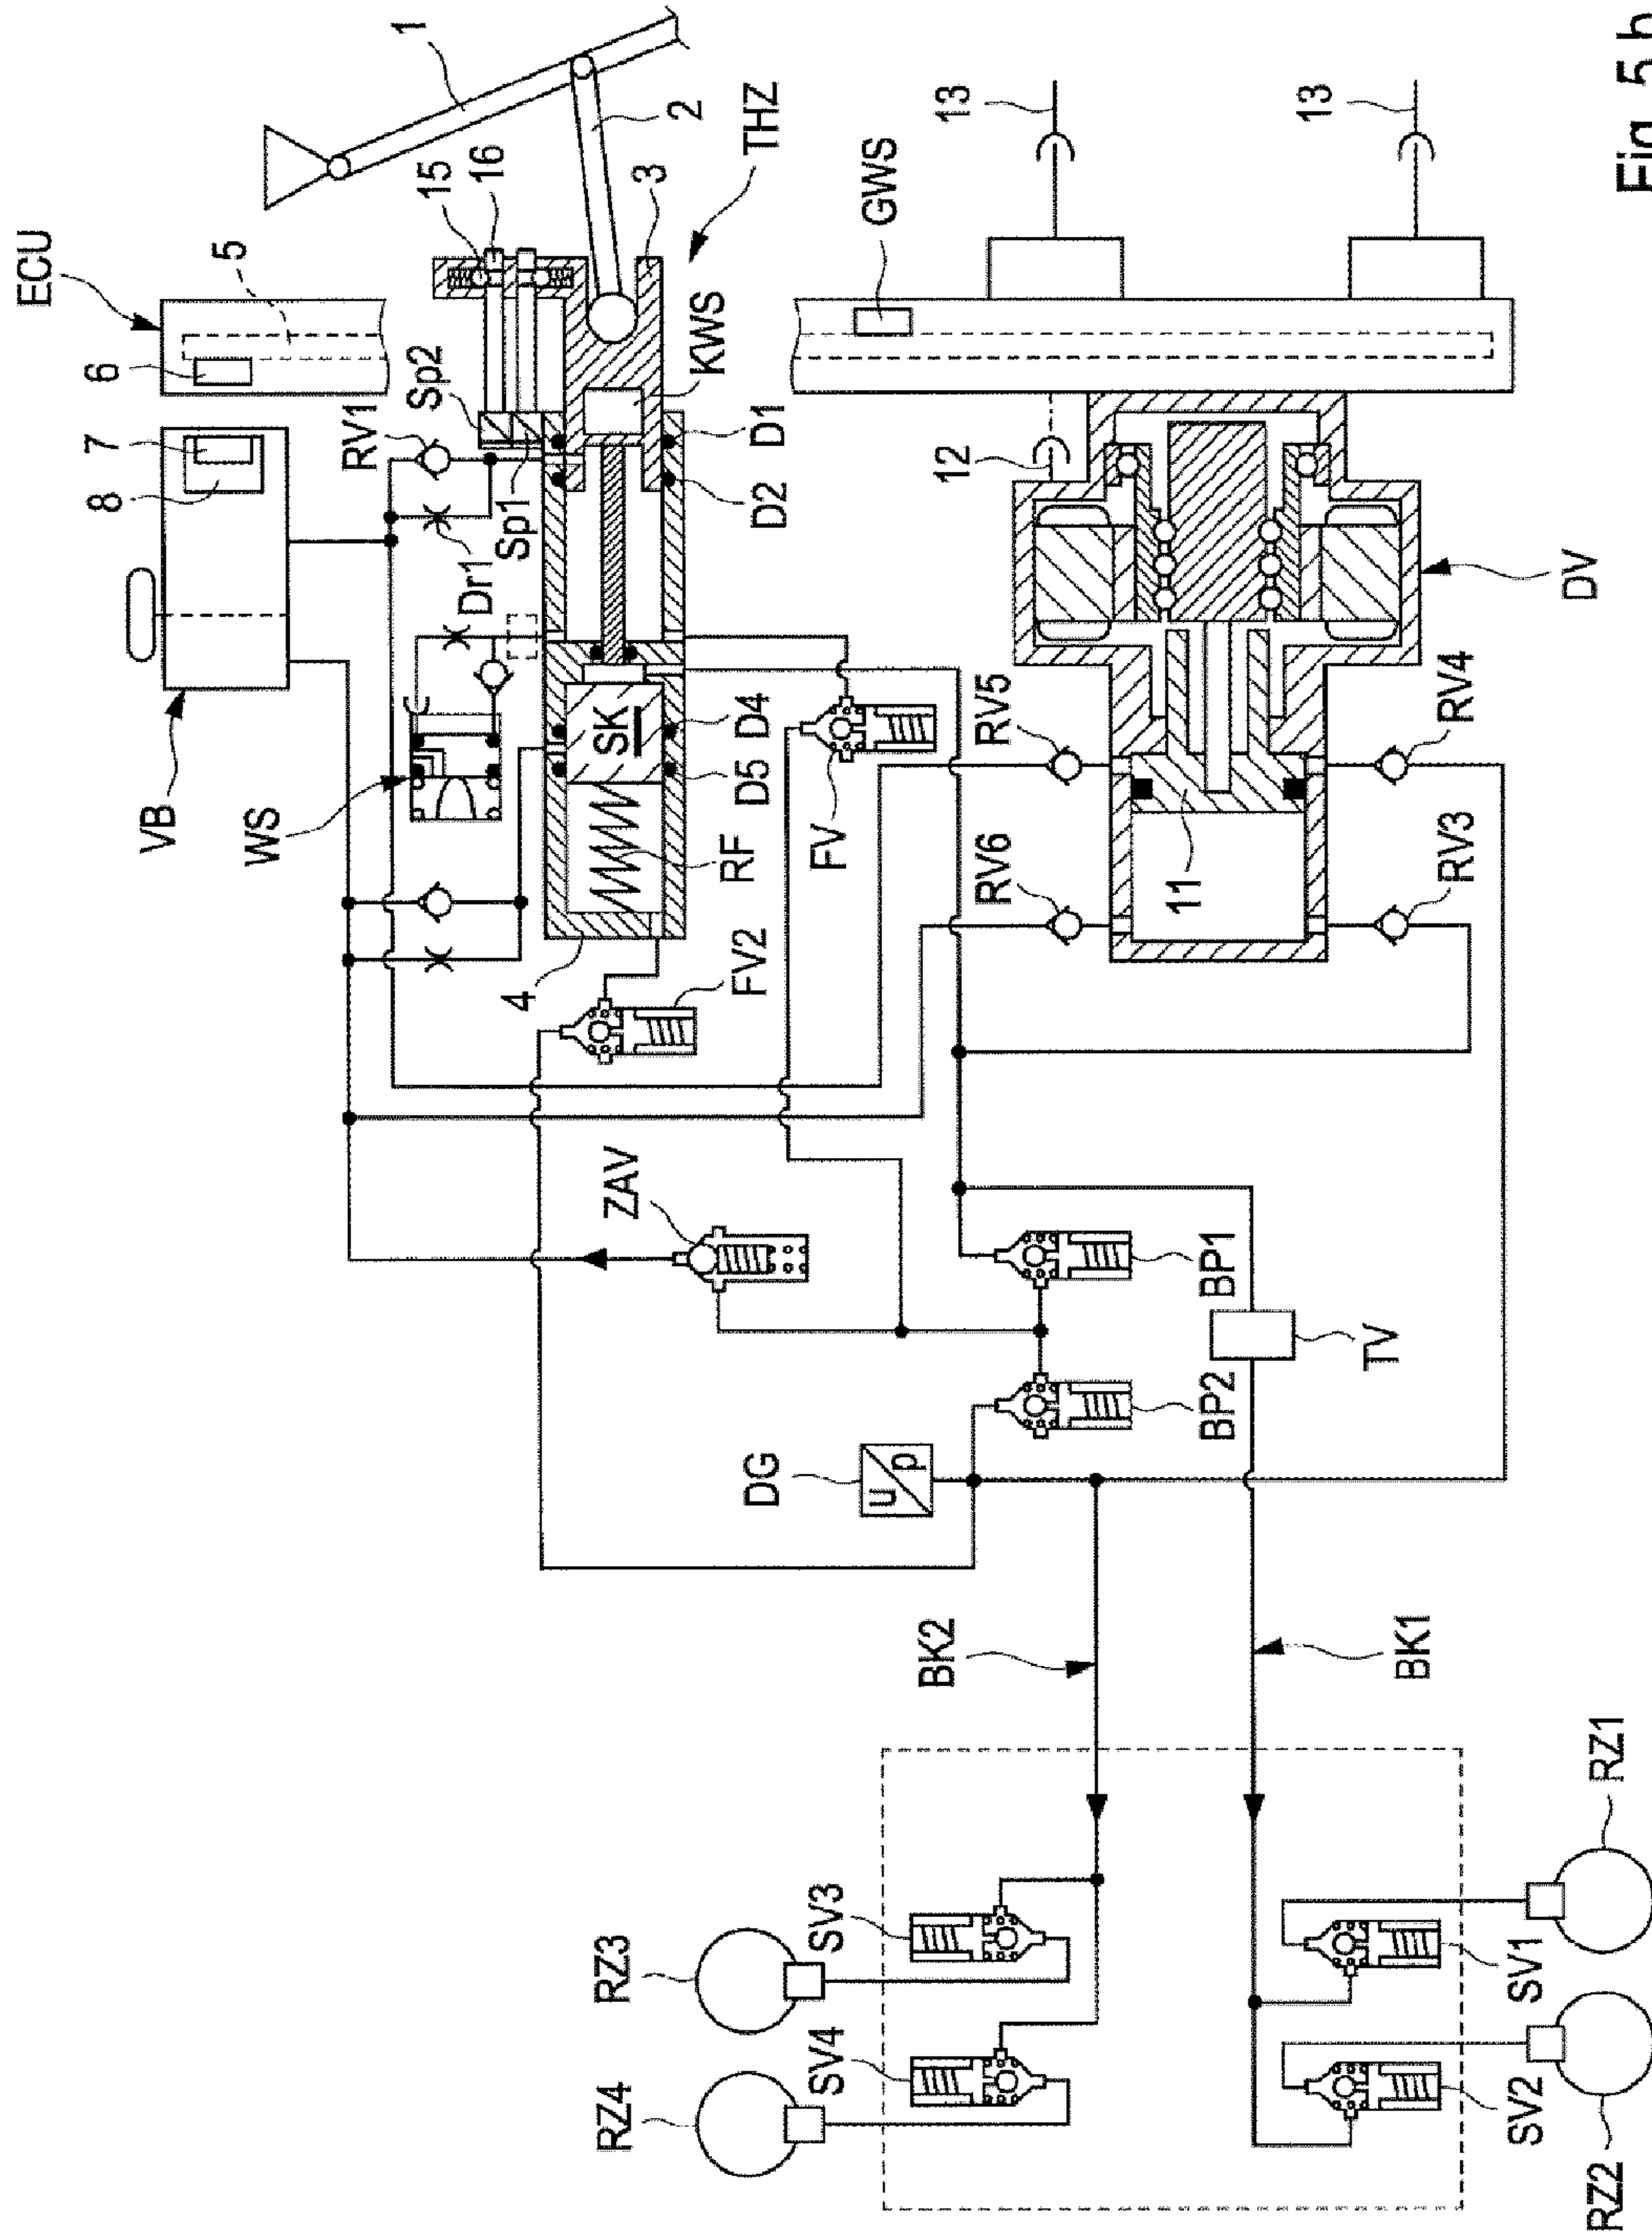 ECU
1
5
6
2
15
16
THZ
3
KWS
7
8
RV1
Sp2
Sp1
Dr1
D1
D2
VB
WS
SK
D4
D5
RF
4
FV2
FV
GWS
13
13
12
DV
RV5
RV4
RV6
RV3
11
ZAV
BP1
BP2
TV
DG
U
p
BK2
BK1
RZ3
SV3
RZ4
SV4
RZ1
SV1
RZ2
SV2
Fig. 5 b